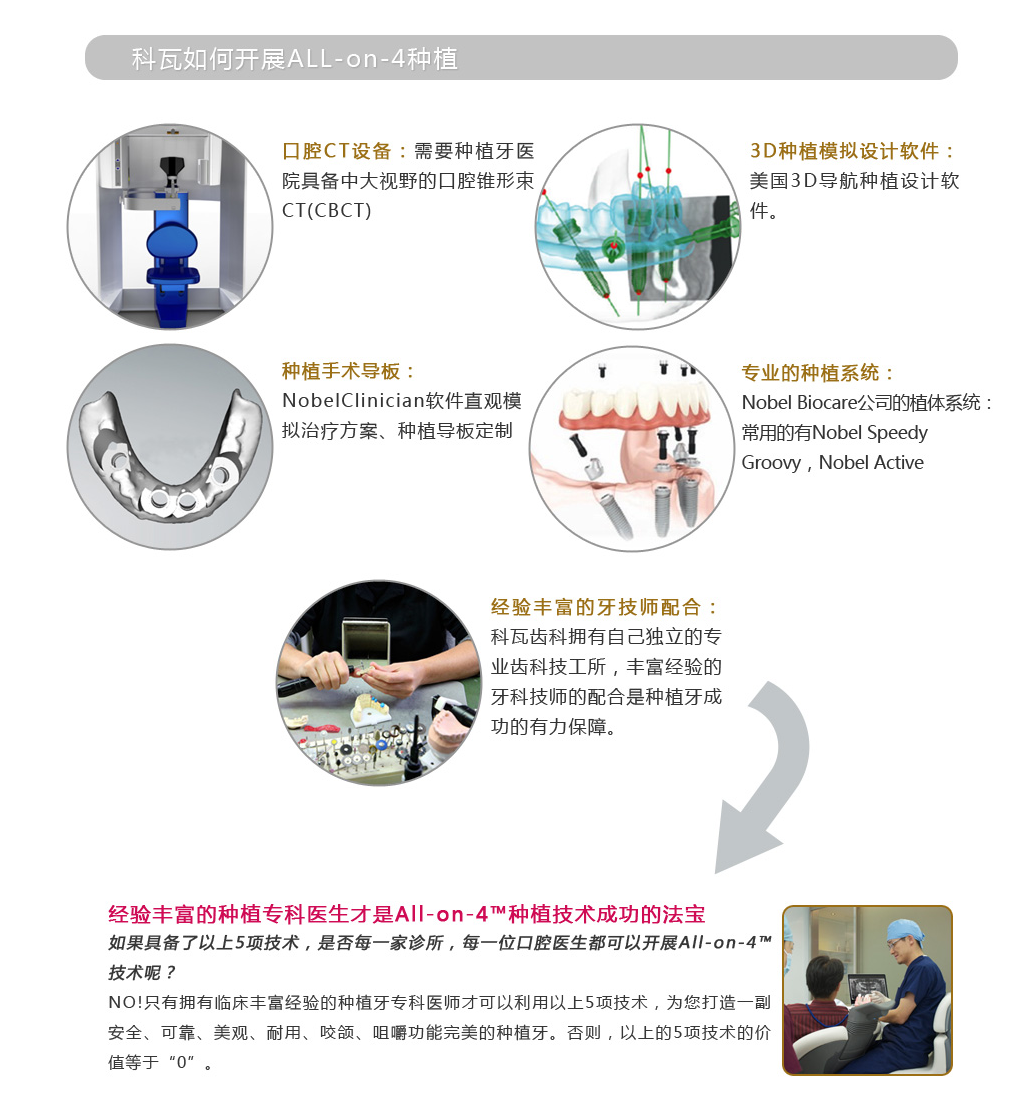 科瓦如何开展ALL-on-4种植
口腔CT设备：需要种植牙医
院具备中大视野的口腔锥形束
CT(CBCT)
3D种植模拟设计软件：
美国3D导航种植设计软
件。
种植手术导板：
NobelClinician软件直观模
拟治疗方案、种植导板定制
专业的种植系统：
Nobel Biocare公司的植体系统：
常用的有Nobel Speedy
Groovy，Nobel Active
经验丰富的牙技师配合：
科瓦齿科拥有自己独立的专
业齿科技工所，丰富经验的
牙科技师的配合是种植牙成
功的有力保障。
经验丰富的种植专科医生才是All-on-4™种植技术成功的法宝
如果具备了以上5项技术，是否每一家诊所，每一位口腔医生都可以开展All-on-4™
技术呢？
NO!只有拥有临床丰富经验的种植牙专科医师才可以利用以上5项技术，为您打造一副
安全、可靠、美观、耐用、咬颌、咀嚼功能完美的种植牙。否则，以上的5项技术的价
值等于“0”。